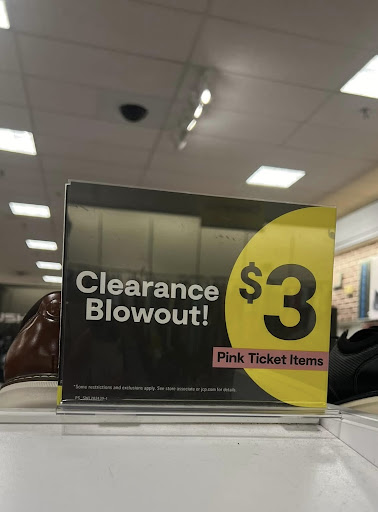 Clearance
Blowout!
$3
Pink Ticket Items
*Some restrictions and exclusions apply. See store associate or jcp.com for details.